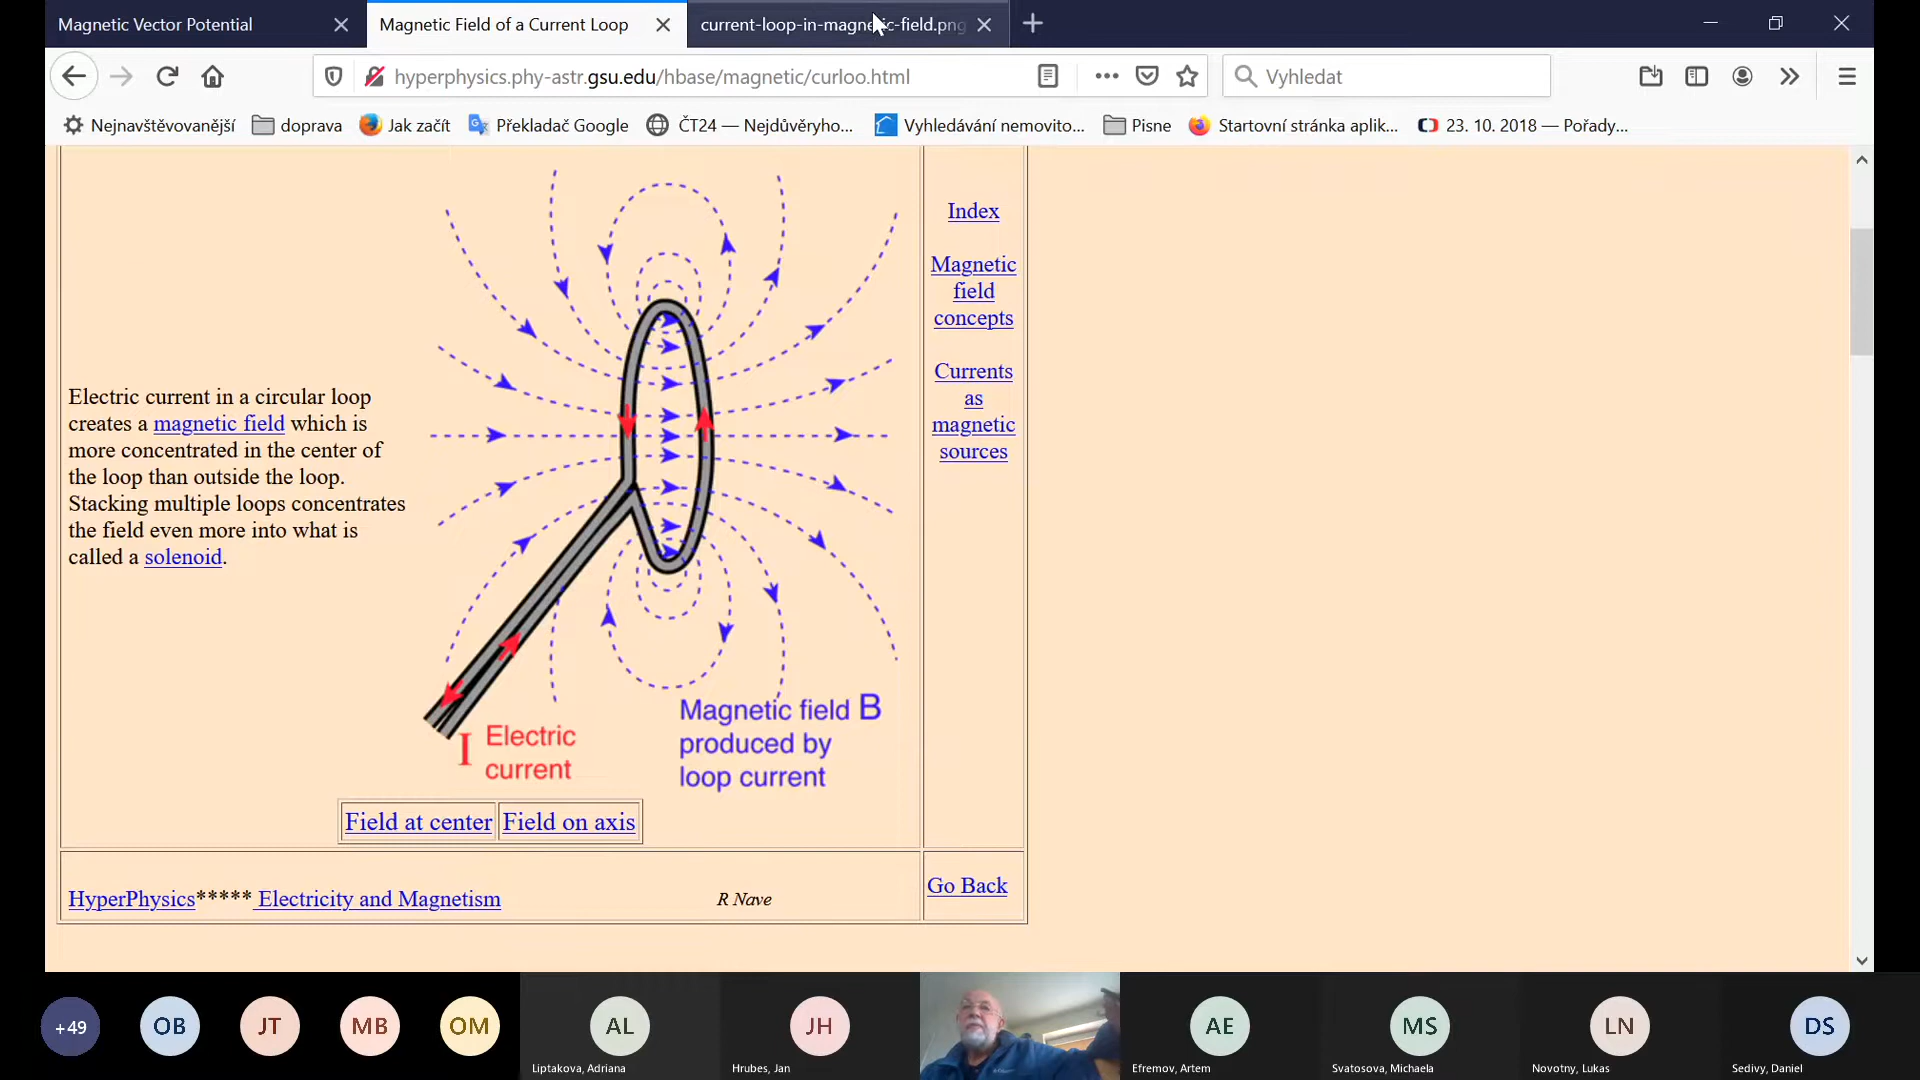 Magnetic Vector Potential
Magnetic Field of a Current Loop
current-loop-in-magnetic-field.png
hyperphysics.phy-astr.gsu.edu/hbase/magnetic/curloo.html
Vyhledat
Nejnavštěvovanější
doprava
Jak začít
Překladač Google
ČT24 — Nejdůvěryho...
Vyhledávání nemovito...
Pisne
Startovní stránka aplik...
23. 10. 2018 — Pořady...
Electric current in a circular loop
creates a magnetic field which is
more concentrated in the center of
the loop than outside the loop.
Stacking multiple loops concentrates
the field even more into what is
called a solenoid.
I Electric
current
Magnetic field B
produced by
loop current
Index
Magnetic
field
concepts
Currents
as
magnetic
sources
Field at center
Field on axis
HyperPhysics***** Electricity and Magnetism
R Nave
Go Back
+49
OB
JT
MB
OM
AL
Liptakova, Adriana
JH
Hrubes, Jan
AE
Efremov, Artem
MS
Svatosova, Michaela
LN
Novotny, Lukas
DS
Sedivy, Daniel